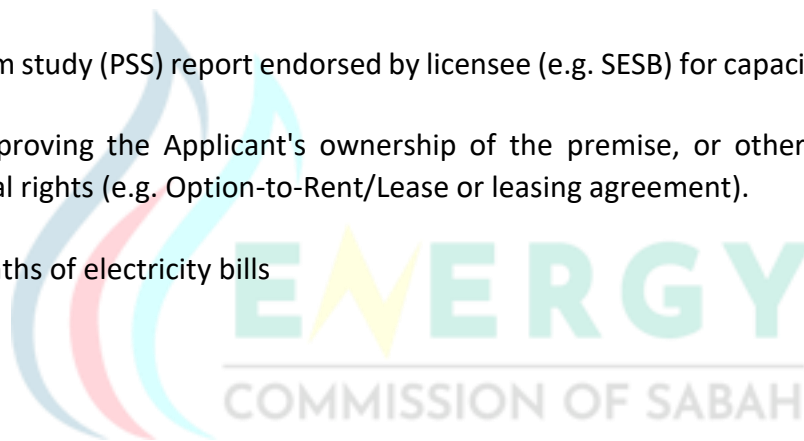 m study (PSS) report endorsed by licensee (e.g. SESB) for capaci
proving the Applicant's ownership of the premise, or other
al rights (e.g. Option-to-Rent/Lease or leasing agreement).
ths of electricity bills
ENERGY
COMMISSION OF SABAH